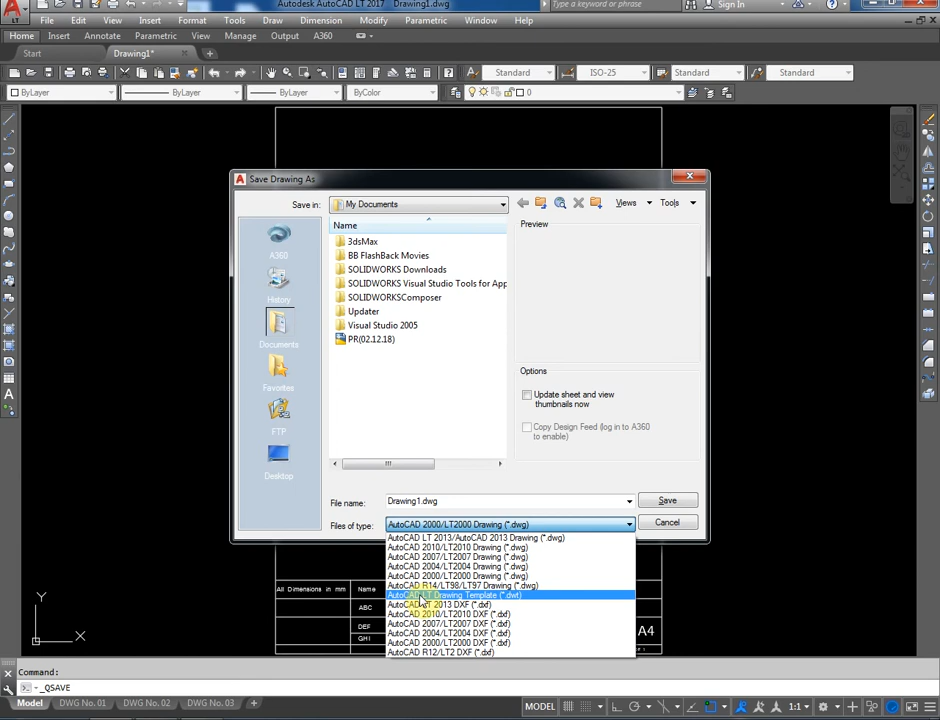 Autodesk AutoCAD LT 2017 Drawing1.dwg
Type a keyword or phrase
Sign In
LT
File Edit View Insert Format Tools Draw Dimension Modify Parametric Window Help
Home Insert Annotate Parametric View Manage Output A360
Start Drawing1*
Standard ISO-25 Standard Standard
ByLayer ByLayer ByLayer ByColor 0
Save Drawing As
Save in: My Documents Views Tools
Name Preview
A360
History
Documents
Favorites
FTP
Desktop
3dsMax
BB FlashBack Movies
SOLIDWORKS Downloads
SOLIDWORKS Visual Studio Tools for App
SOLIDWORKSComposer
Updater
Visual Studio 2005
PR(02.12.18)
Options
Update sheet and view
thumbnails now
Copy Design Feed (log in to A360
to enable)
File name: Drawing1.dwg Save
Files of type: AutoCAD 2000/LT2000 Drawing (*.dwg) Cancel
AutoCAD LT 2013/AutoCAD 2013 Drawing (*.dwg)
AutoCAD 2010/LT2010 Drawing (*.dwg)
AutoCAD 2007/LT2007 Drawing (*.dwg)
AutoCAD 2004/LT2004 Drawing (*.dwg)
AutoCAD 2000/LT2000 Drawing (*.dwg)
AutoCAD R14/LT98/LT97 Drawing (*.dwg)
AutoCAD LT Drawing Template (*.dwt)
AutoCAD LT 2013 DXF (*.dxf)
AutoCAD 2010/LT2010 DXF (*.dxf)
AutoCAD 2007/LT2007 DXF (*.dxf)
AutoCAD 2004/LT2004 DXF (*.dxf)
AutoCAD 2000/LT2000 DXF (*.dxf)
AutoCAD R12/LT2 DXF (*.dxf)
All Dimensions in mm Name
ABC
DEF
GHI
A4
Y
X
Command:
_QSAVE
Model DWG No. 01 DWG No. 02 DWG No. 03 + MODEL 1:1